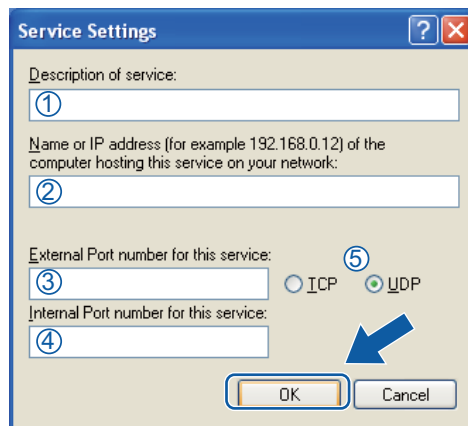 Service Settings
Description of service:
①
Name or IP address (for example 192.168.0.12) of the
computer hosting this service on your network:
②
External Port number for this service:
⑤
③
TCP
UDP
Internal Port number for this service:
④
OK
Cancel